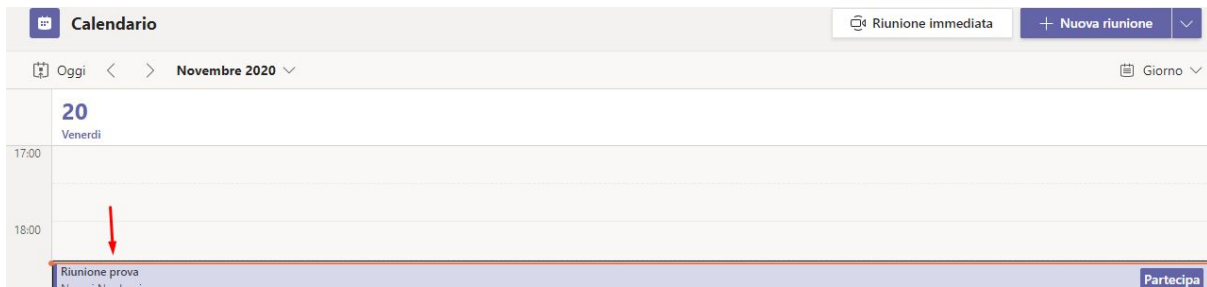 Calendario
Riunione immediata
+ Nuova riunione
Oggi
Novembre 2020
Giorno
20
Venerdì
17:00
18:00
Riunione prova
Partecipa